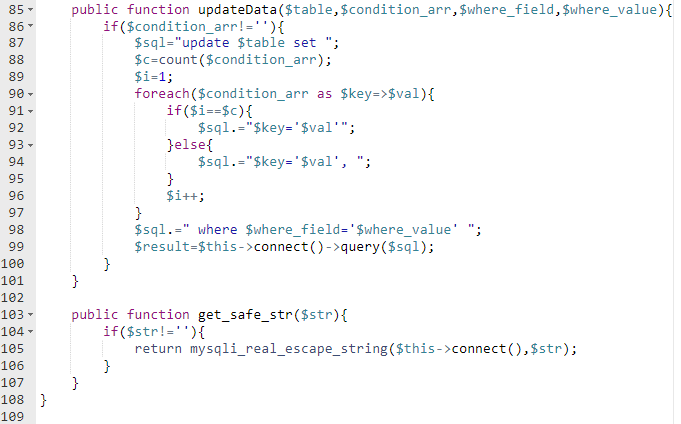 85 public function updateData($table,$condition_arr,$where_field,$where_value){
86 if($condition_arr!=''){
87 $sql="update $table set ";
88 $c=count($condition_arr);
89 $i=1;
90 foreach($condition_arr as $key=>$val){
91 if($i==$c){
92 $sql.="$key='$val'";
93 }else{
94 $sql.="$key='$val', ";
95 }
96 $i++;
97 }
98 $sql.=" where $where_field='$where_value' ";
99 $result=$this->connect()->query($sql);
100 }
101 }
102
103 public function get_safe_str($str){
104 if($str!=''){
105 return mysqli_real_escape_string($this->connect(),$str);
106 }
107 }
108 }
109